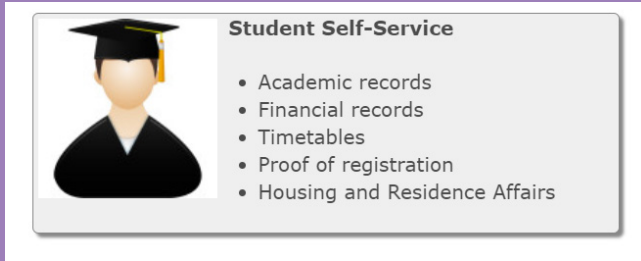 Student Self-Service
Academic records
Financial records
Timetables
Proof of registration
Housing and Residence Affairs